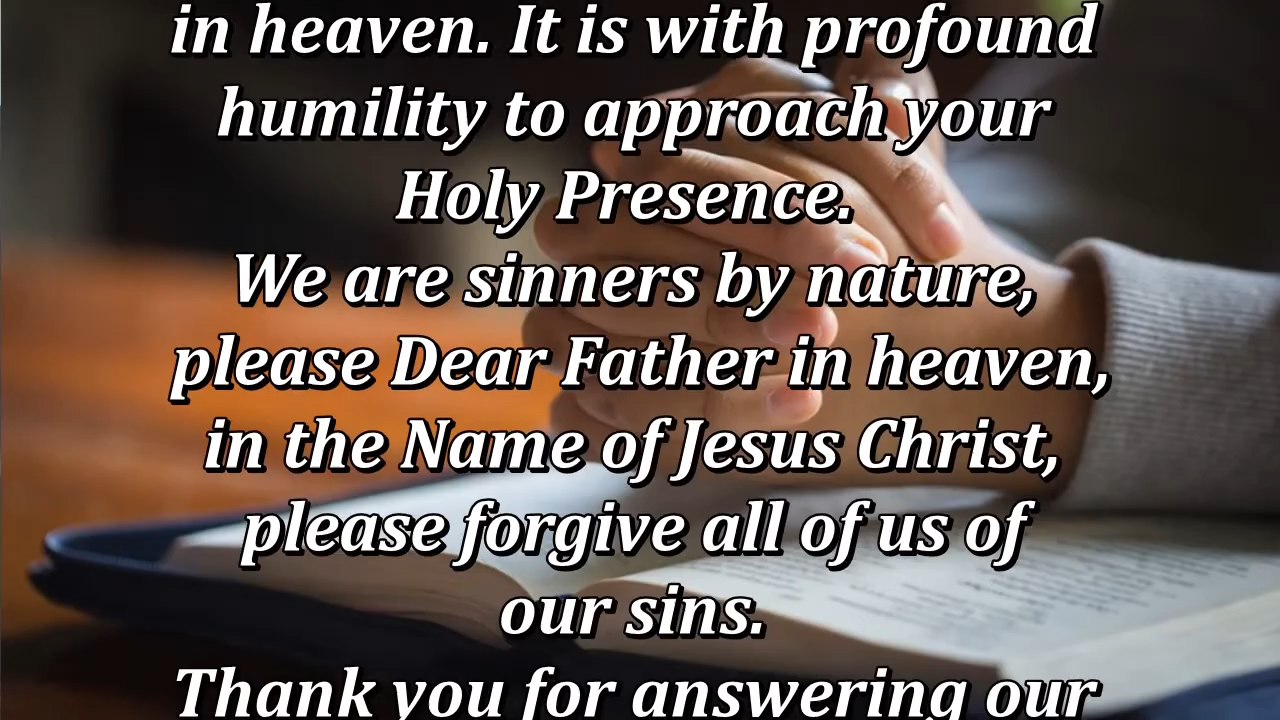 in heaven. It is with profound
humility to approach your
Holy Presence.
We are sinners by nature,
please Dear Father in heaven,
in the Name of Jesus Christ,
please forgive all of us of
our sins.
Thank you for answering our